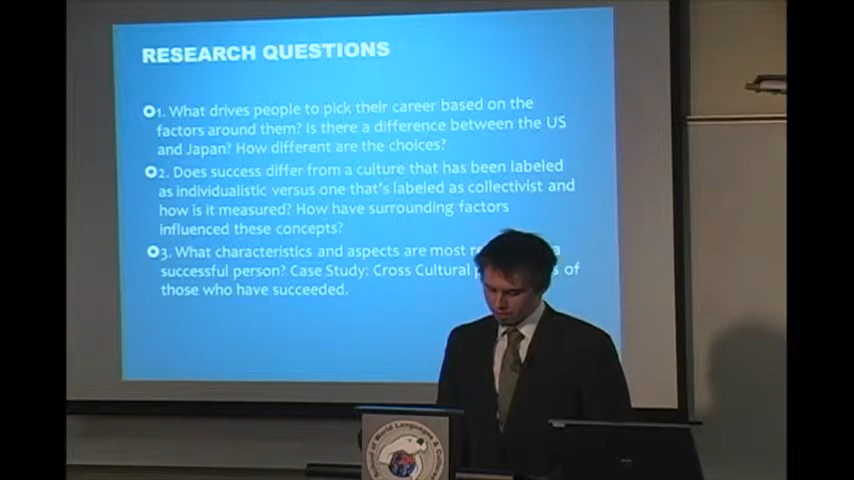 RESEARCH QUESTIONS
1. What drives people to pick their career based on the
factors around them? Is there a difference between the US
and Japan? How different are the choices?
2. Does success differ from a culture that has been labeled
as individualistic versus one that's labeled as collectivist and
how is it measured? How have surrounding factors
influenced these concepts?
3. What characteristics and aspects are most a
successful person? Case Study: Cross Cultural of
those who have succeeded.
of World Languages &